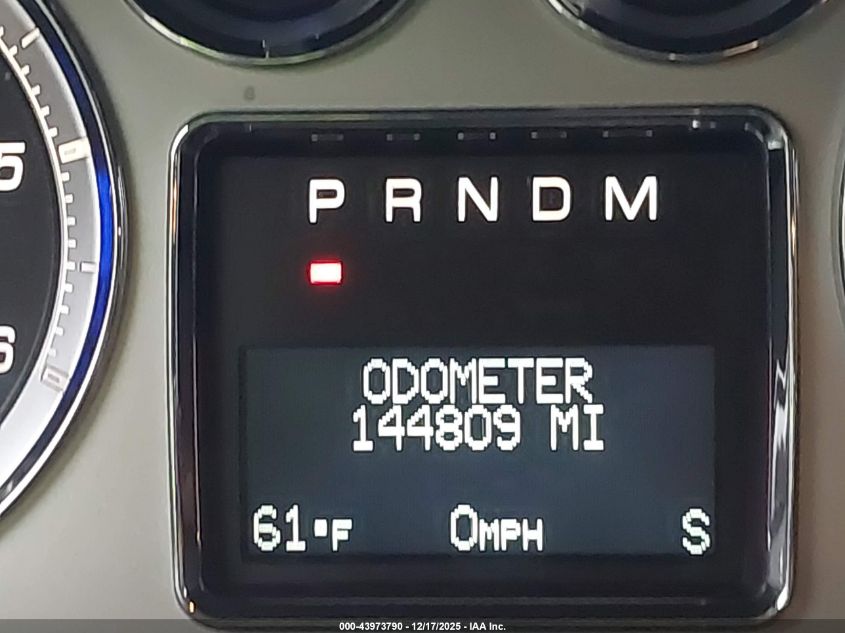 5
6
P R N D M
ODOMETER
144809 MI
61°F 0MPH S
000-43973790 - 12/17/2025 - IAA Inc.